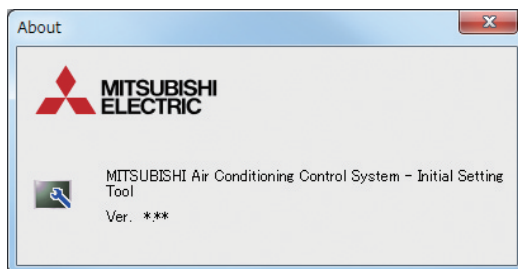 About
MITSUBISHI
ELECTRIC
MITSUBISHI Air Conditioning Control System - Initial Setting
Tool
Ver. *.**